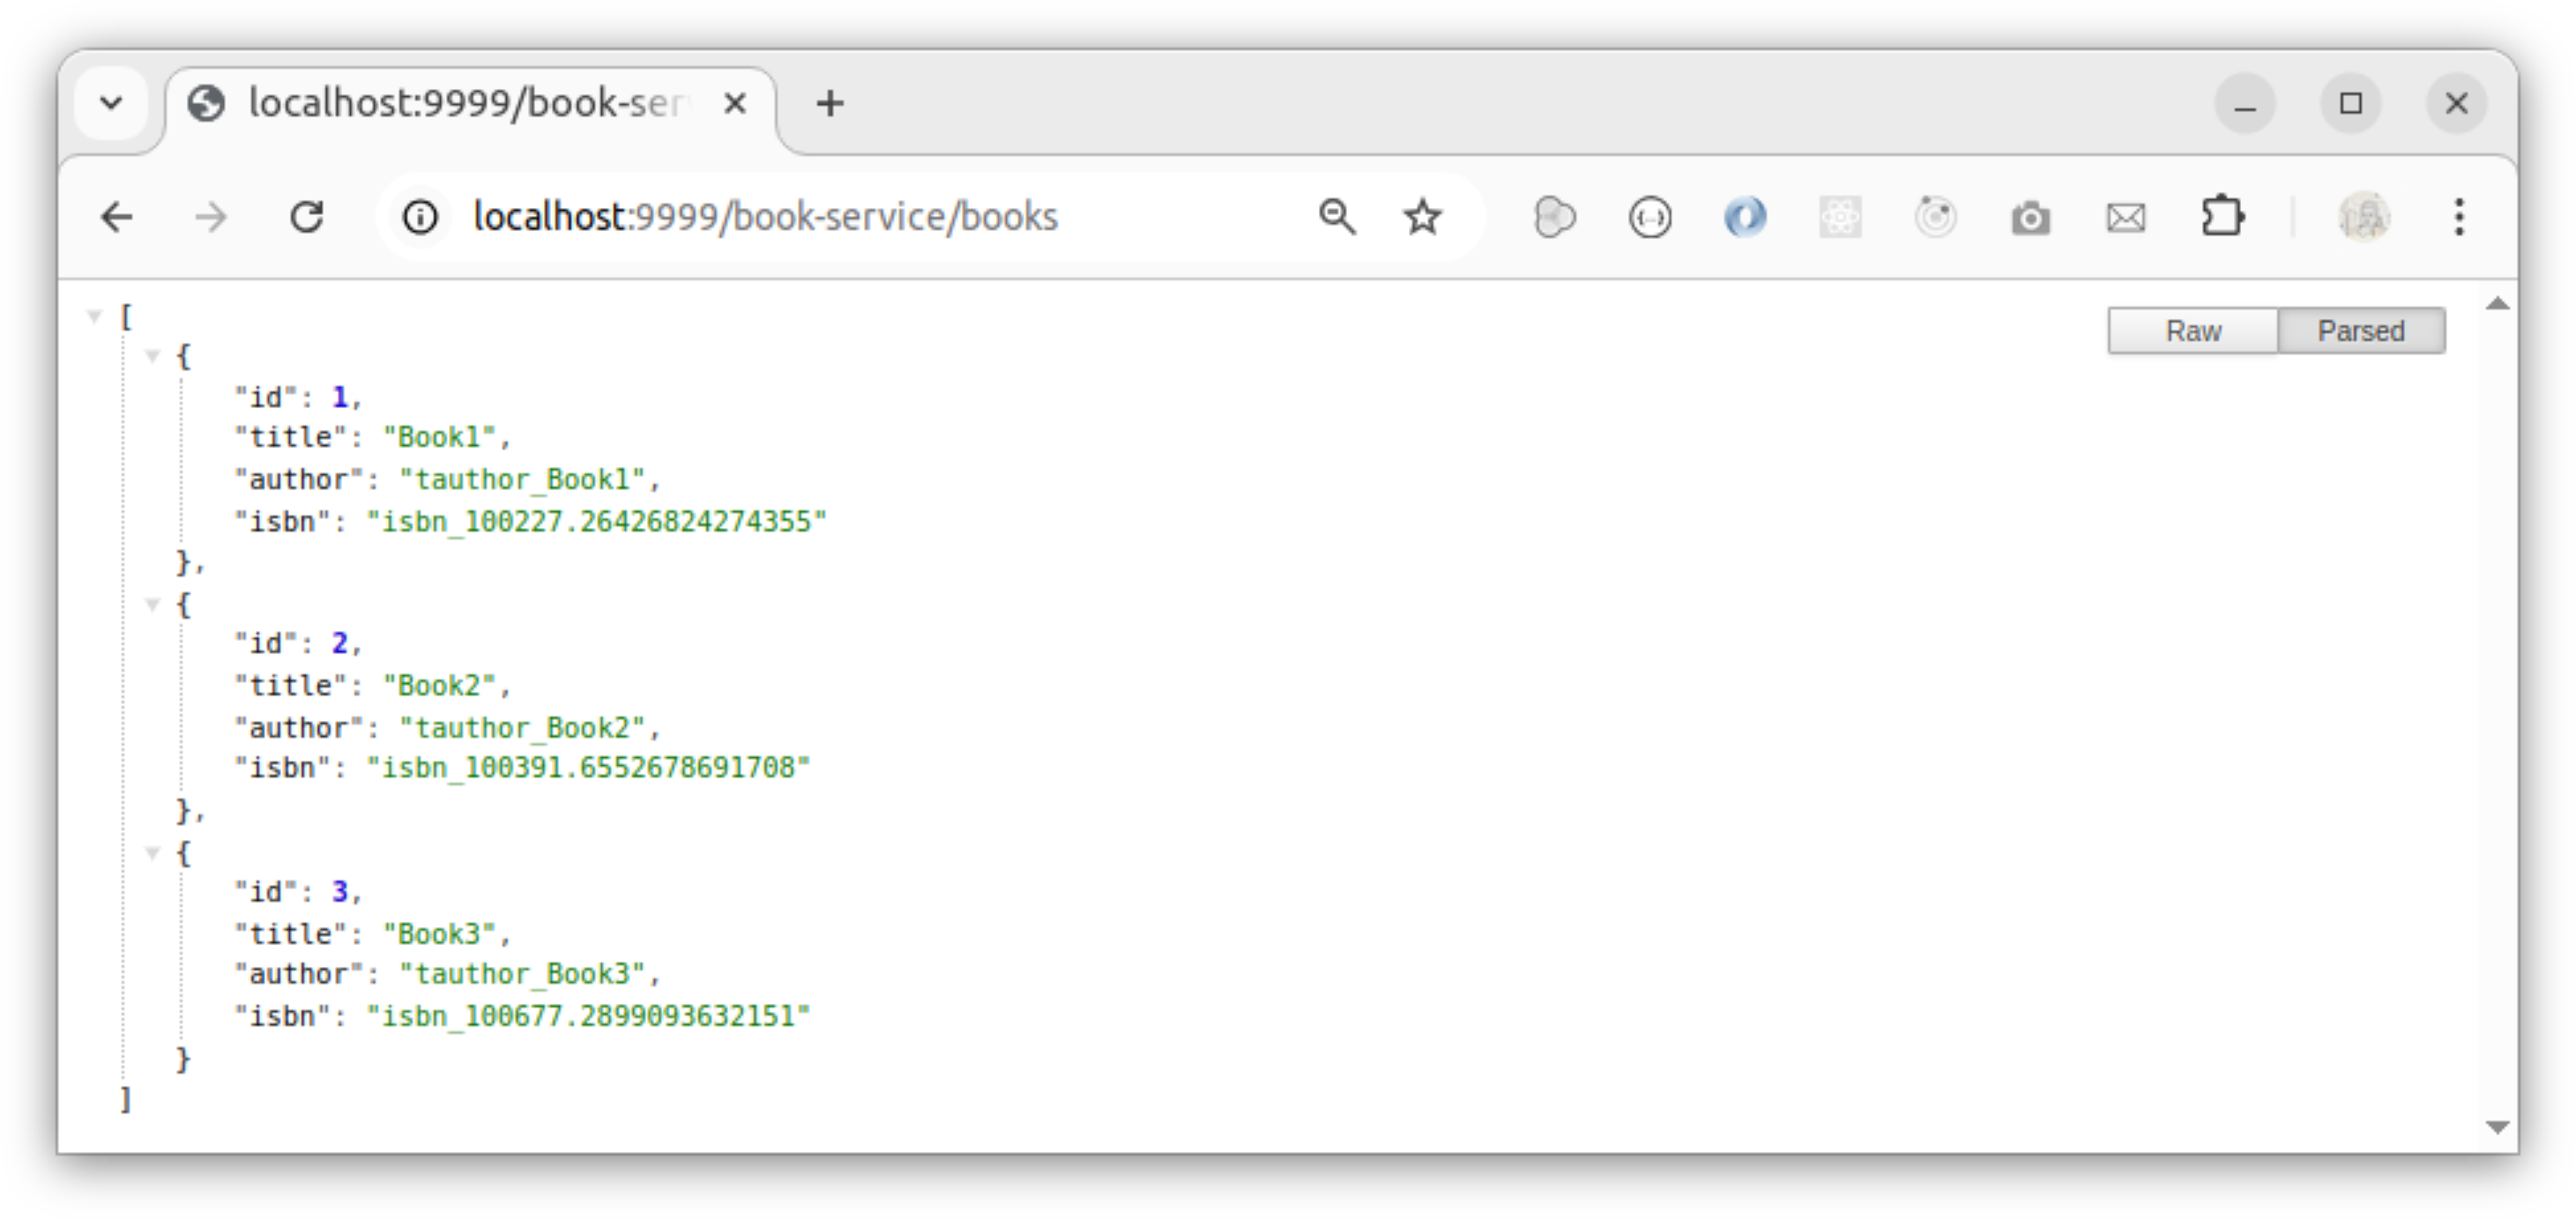 localhost:9999/book-ser
localhost:9999/book-service/books
Raw Parsed
[
{
"id": 1,
"title": "Book1",
"author": "tauthor_Book1",
"isbn": "isbn_100227.26426824274355"
},
{
"id": 2,
"title": "Book2",
"author": "tauthor_Book2",
"isbn": "isbn_100391.6552678691708"
},
{
"id": 3,
"title": "Book3",
"author": "tauthor_Book3",
"isbn": "isbn_100677.2899093632151"
}
]